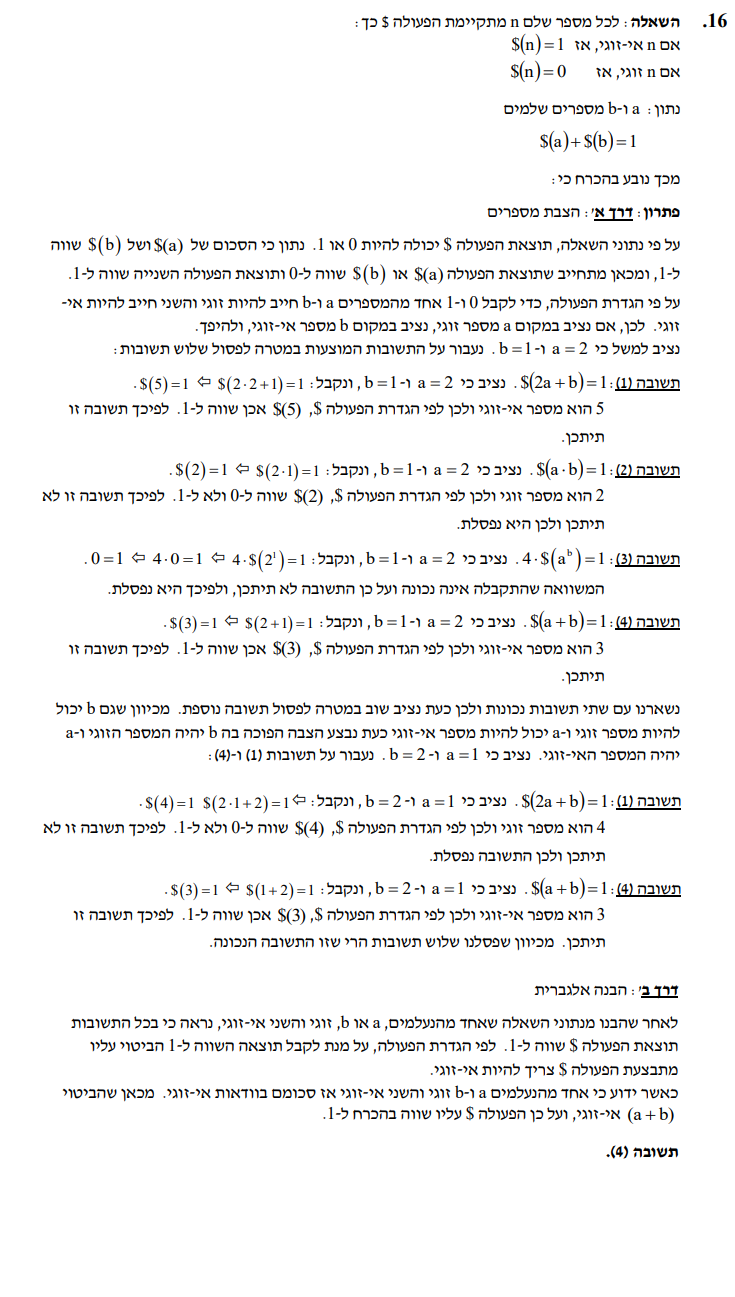 16. השאלה: לכל מספר שלם n מתקיימת הפעולה $ כך:
אם n אי-זוגי, אז $(n)=1
אם n זוגי, אז $(n)=0
נתון: a ו-b מספרים שלמים
$(a)+$(b)=1
מכך נובע בהכרח כי:
פתרון: דרך א': הצבת מספרים
על פי נתוני השאלה, תוצאת הפעולה $ יכולה להיות 0 או 1. נתון כי הסכום של $(a) ושל $(b) שווה
ל-1, ומכאן מתחייב שתוצאת הפעולה $(a) או $(b) שווה ל-0 ותוצאת הפעולה השנייה שווה ל-1.
על פי הגדרת הפעולה, כדי לקבל 0 ו-1 אחד מהמספרים a ו-b חייב להיות זוגי והשני חייב להיות אי-
זוגי. לכן, אם נציב במקום a מספר זוגי, נציב במקום b מספר אי-זוגי, ולהיפך.
נציב למשל כי a = 2 ו-b =1. נעבור על התשובות המוצעות במטרה לפסול שלוש תשובות:
תשובה (1): $(2a+b)=1. נציב כי a = 2 ו-b=1, ונקבל: $(2·2+1)=1 ⇦ $(5)=1.
5 הוא מספר אי-זוגי ולכן לפי הגדרת הפעולה $, $(5) אכן שווה ל-1. לפיכך תשובה זו
תיתכן.
תשובה (2): $(a·b)=1. נציב כי a = 2 ו-b=1, ונקבל: $(2·1)=1 ⇦ $(2)=1.
2 הוא מספר זוגי ולכן לפי הגדרת הפעולה $, $(2) שווה ל-0 ולא ל-1. לפיכך תשובה זו לא
תיתכן ולכן היא נפסלת.
תשובה (3): 4·$(aᵇ)=1. נציב כי a = 2 ו-b=1, ונקבל: 4·$(2¹)=1 ⇦ 4·0=1 ⇦ 0=1.
המשוואה שהתקבלה אינה נכונה ועל כן התשובה לא תיתכן, ולפיכך היא נפסלת.
תשובה (4): $(a+b)=1. נציב כי a = 2 ו-b=1, ונקבל: $(2+1)=1 ⇦ $(3)=1.
3 הוא מספר אי-זוגי ולכן לפי הגדרת הפעולה $, $(3) אכן שווה ל-1. לפיכך תשובה זו
תיתכן.
נשארנו עם שתי תשובות נכונות ולכן כעת נציב שוב במטרה לפסול תשובה נוספת. מכיוון שגם b יכול
להיות מספר זוגי ו-a יכול להיות מספר אי-זוגי כעת נבצע הצבה הפוכה בה b יהיה המספר הזוגי ו-a
יהיה המספר האי-זוגי. נציב כי a =1 ו-b = 2. נעבור על תשובות (1) ו-(4):
תשובה (1): $(2a+b)=1. נציב כי a =1 ו-b = 2, ונקבל: ⇦$(2·1+2)=1 $(4)=1.
4 הוא מספר זוגי ולכן לפי הגדרת הפעולה $, $(4) שווה ל-0 ולא ל-1. לפיכך תשובה זו לא
תיתכן ולכן התשובה נפסלת.
תשובה (4): $(a+b)=1. נציב כי a =1 ו-b = 2, ונקבל: $(1+2)=1 ⇦ $(3)=1.
3 הוא מספר אי-זוגי ולכן לפי הגדרת הפעולה $, $(3) אכן שווה ל-1. לפיכך תשובה זו
תיתכן. מכיוון שפסלנו שלוש תשובות הרי שזו התשובה הנכונה.
דרך ב': הבנה אלגברית
לאחר שהבנו מנתוני השאלה שאחד מהנעלמים, a או b, זוגי והשני אי-זוגי, נראה כי בכל התשובות
תוצאת הפעולה $ שווה ל-1. לפי הגדרת הפעולה, על מנת לקבל תוצאה השווה ל-1 הביטוי עליו
מתבצעת הפעולה $ צריך להיות אי-זוגי.
כאשר ידוע כי אחד מהנעלמים a ו-b זוגי והשני אי-זוגי אז סכומם בוודאות אי-זוגי. מכאן שהביטוי
(a+b) אי-זוגי, ועל כן הפעולה $ עליו שווה בהכרח ל-1.
תשובה (4).